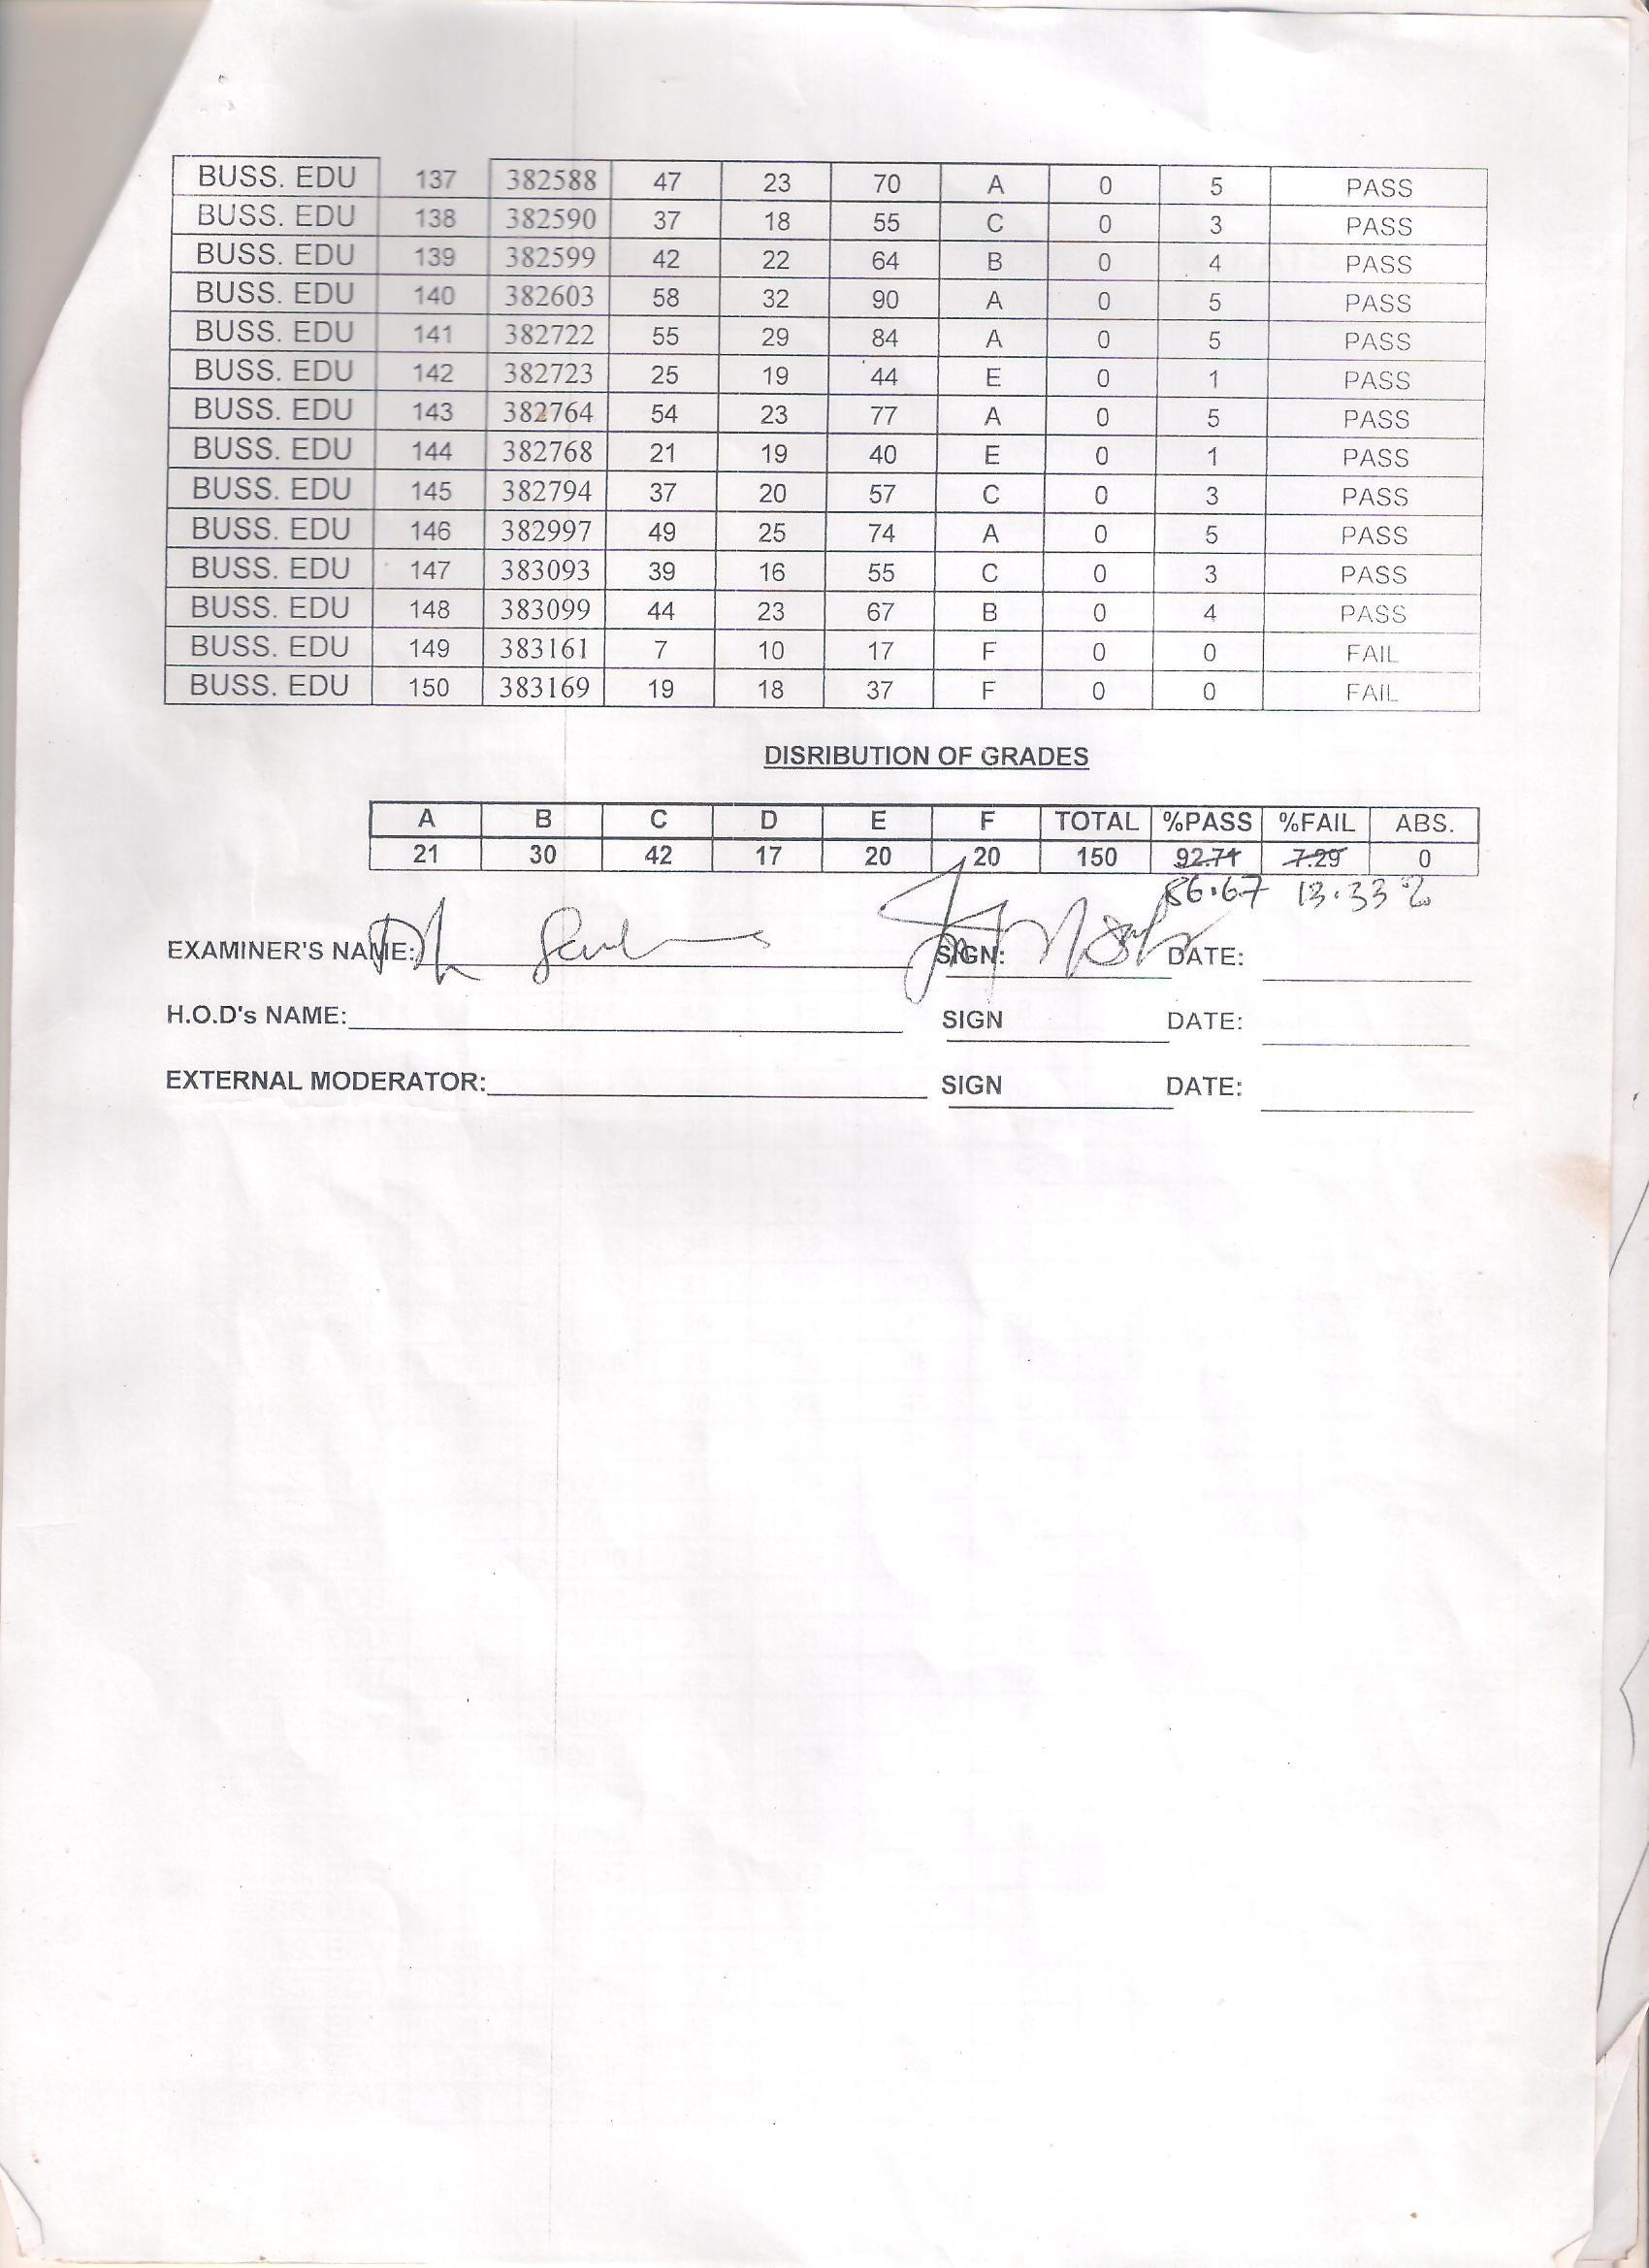 BUSS. EDU 137 382588 47 23 70 A 0 5 PASS
BUSS. EDU 138 382590 37 18 55 C 0 3 PASS
BUSS. EDU 139 382599 42 22 64 B 0 4 PASS
BUSS. EDU 140 382603 58 32 90 A 0 5 PASS
BUSS. EDU 141 382722 55 29 84 A 0 5 PASS
BUSS. EDU 142 382723 25 19 44 E 0 1 PASS
BUSS. EDU 143 382764 54 23 77 A 0 5 PASS
BUSS. EDU 144 382768 21 19 40 E 0 1 PASS
BUSS. EDU 145 382794 37 20 57 C 0 3 PASS
BUSS. EDU 146 382997 49 25 74 A 0 5 PASS
BUSS. EDU 147 383093 39 16 55 C 0 3 PASS
BUSS. EDU 148 383099 44 23 67 B 0 4 PASS
BUSS. EDU 149 383161 7 10 17 F 0 0 FAIL
BUSS. EDU 150 383169 19 18 37 F 0 0 FAIL
DISRIBUTION OF GRADES
A B C D E F TOTAL %PASS %FAIL ABS.
21 30 42 17 20 20 150 92.71 7.29 0
86.67 13.33%
EXAMINER'S NAME: SIGN: DATE:
H.O.D's NAME: SIGN DATE:
EXTERNAL MODERATOR: SIGN DATE: